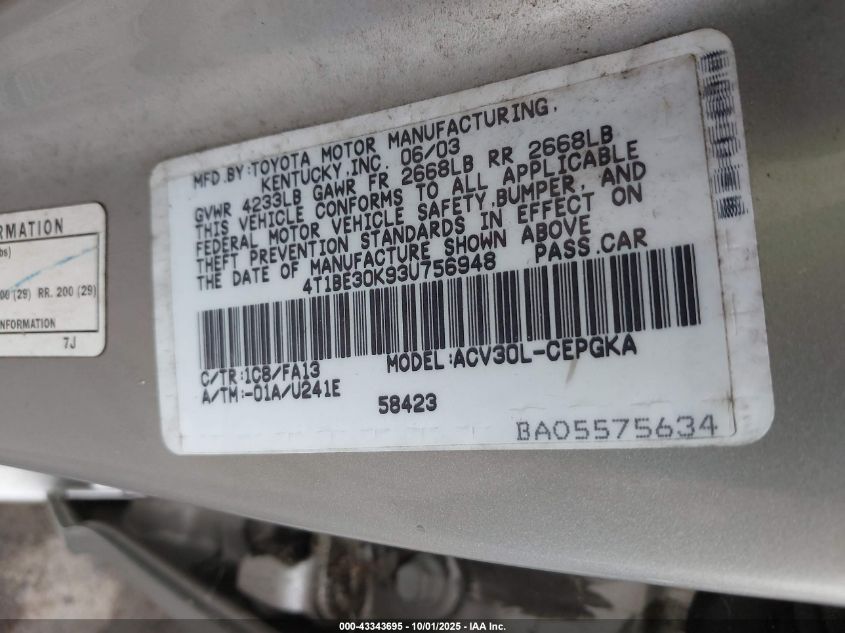 MFD.BY:TOYOTA MOTOR MANUFACTURING.
KENTUCKY,INC. 06/03
GVWR 4233LB GAWR FR 2668LB RR 2668LB
THIS VEHICLE CONFORMS TO ALL APPLICABLE
FEDERAL MOTOR VEHICLE SAFETY,BUMPER, AND
THEFT PREVENTION STANDARDS IN EFFECT ON
THE DATE OF MANUFACTURE SHOWN ABOVE
4T1BE30K93U756948 PASS.CAR
C/TR:1C8/FA13 MODEL:ACV30L-CEPGKA
A/TM:-01A/U241E
58423
BA05575634
RMATION
(29) RR. 200 (29)
INFORMATION
7J
000-43343695 - 10/01/2025 - IAA Inc.